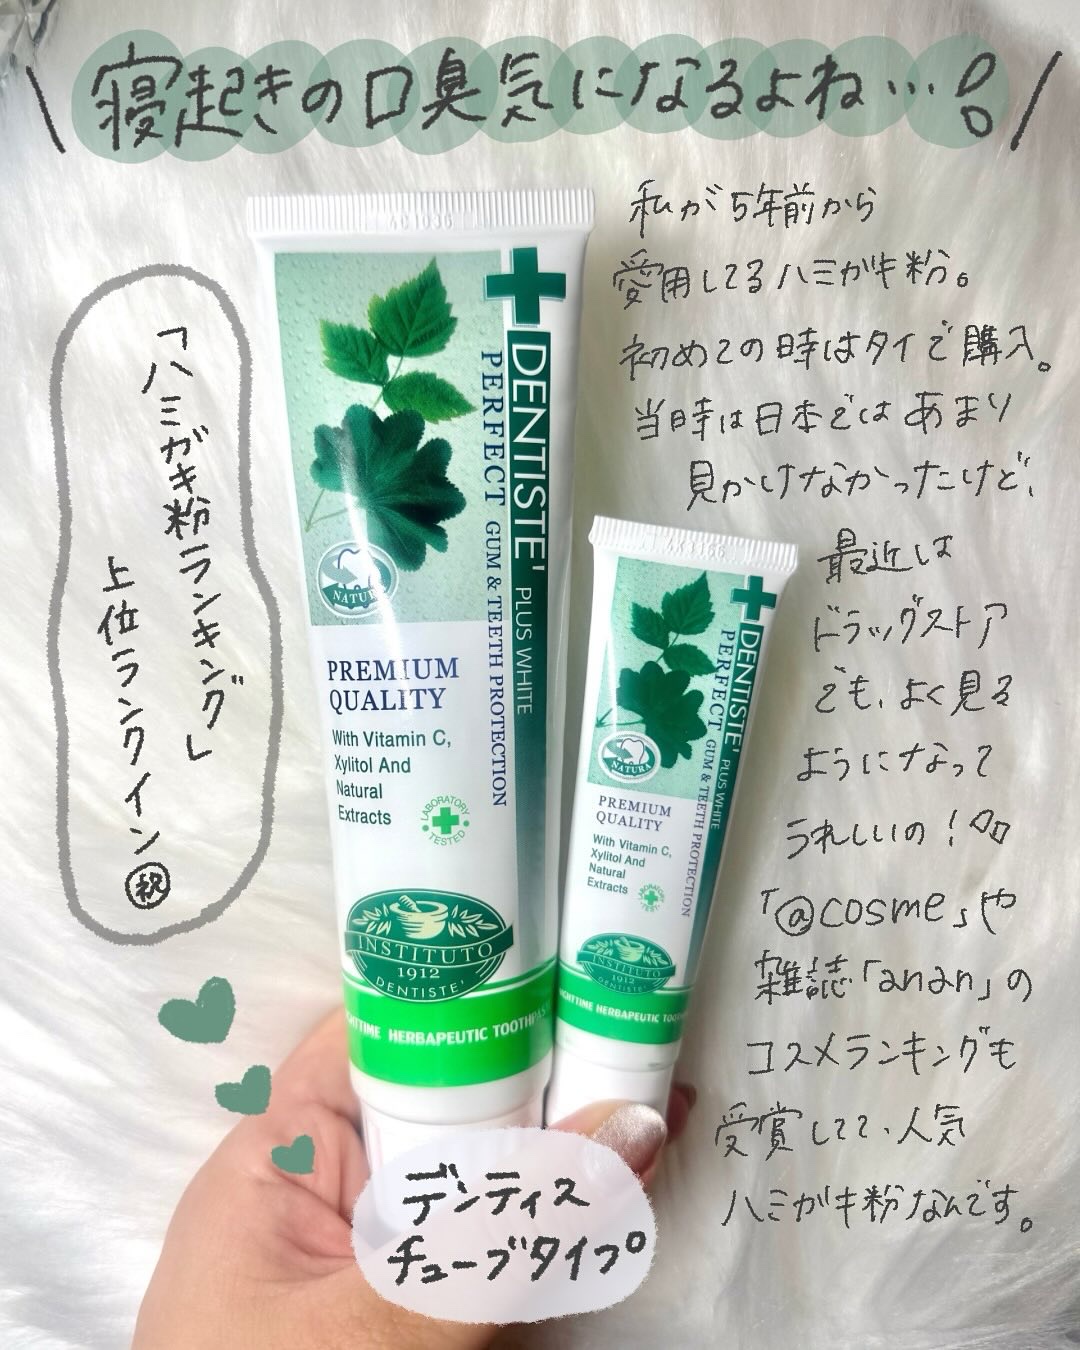 \ 寝起きの口臭気になるよね…。。 /
私が5年前から
愛用してるハミガキ粉。
初めての時はタイで購入。
当時は日本ではあまり
見かけなかったけど、
最近は
ドラッグストア
でも、よく見る
ようになって
うれしいの！
「@cosme」や
雑誌「anan」の
コスメランキングも
受賞してて、人気
ハミガキ粉なんです。
「ハミガキ粉ランキング」
上位ランクイン㊗
DENTISTE' PLUS WHITE
PERFECT GUM & TEETH PROTECTION
NATURA
PREMIUM
QUALITY
With Vitamin C,
Xylitol And
Natural
Extracts
LABORATORY
TESTED
INSTITUTO
1912
DENTISTE'
NIGHTTIME HERBAPEUTIC TOOTHPASTE
DENTISTE' PLUS WHITE
PERFECT GUM & TEETH PROTECTION
NATURA
PREMIUM
QUALITY
With Vitamin C,
Xylitol And
Natural
Extracts
LABORATORY
TESTED
INSTITUTO
1912
DENTISTE'
NIGHTTIME HERBAPEUTIC TOOTH
デンティス
チューブタイプ